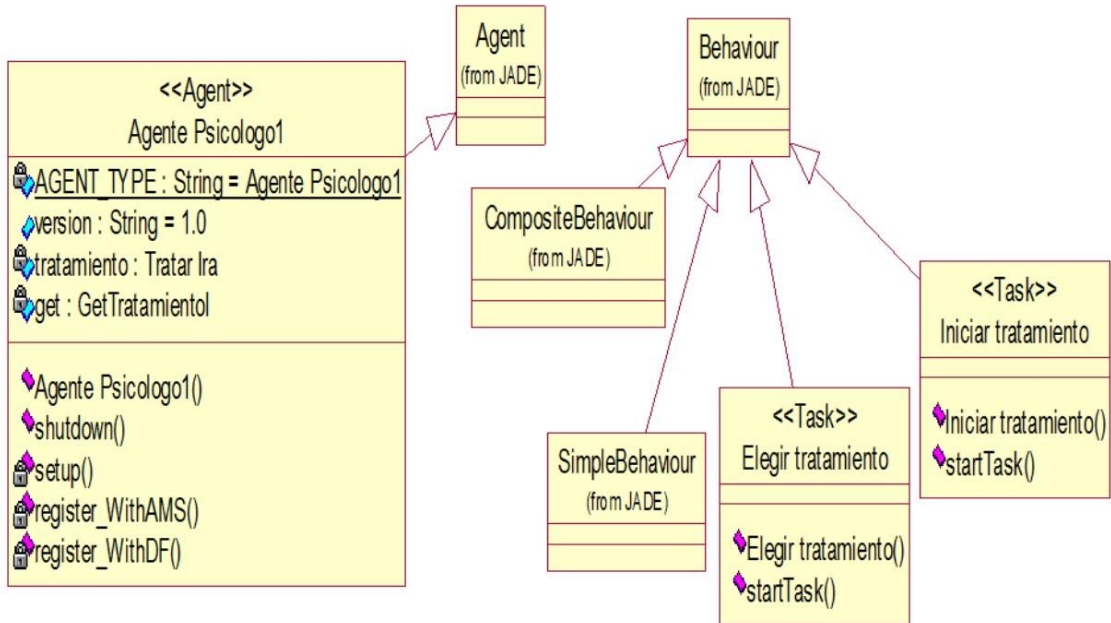 <<Agent>>
Agente Psicologo1
AGENT_TYPE : String = Agente Psicologo1
version : String = 1.0
tratamiento : Tratar Ira
get : GetTratamientoI
Agente Psicologo1()
shutdown()
setup()
register_WithAMS()
register_WithDF()
Agent
(from JADE)
Behaviour
(from JADE)
CompositeBehaviour
(from JADE)
SimpleBehaviour
(from JADE)
<<Task>>
Elegir tratamiento
Elegir tratamiento()
startTask()
<<Task>>
Iniciar tratamiento
Iniciar tratamiento()
startTask()